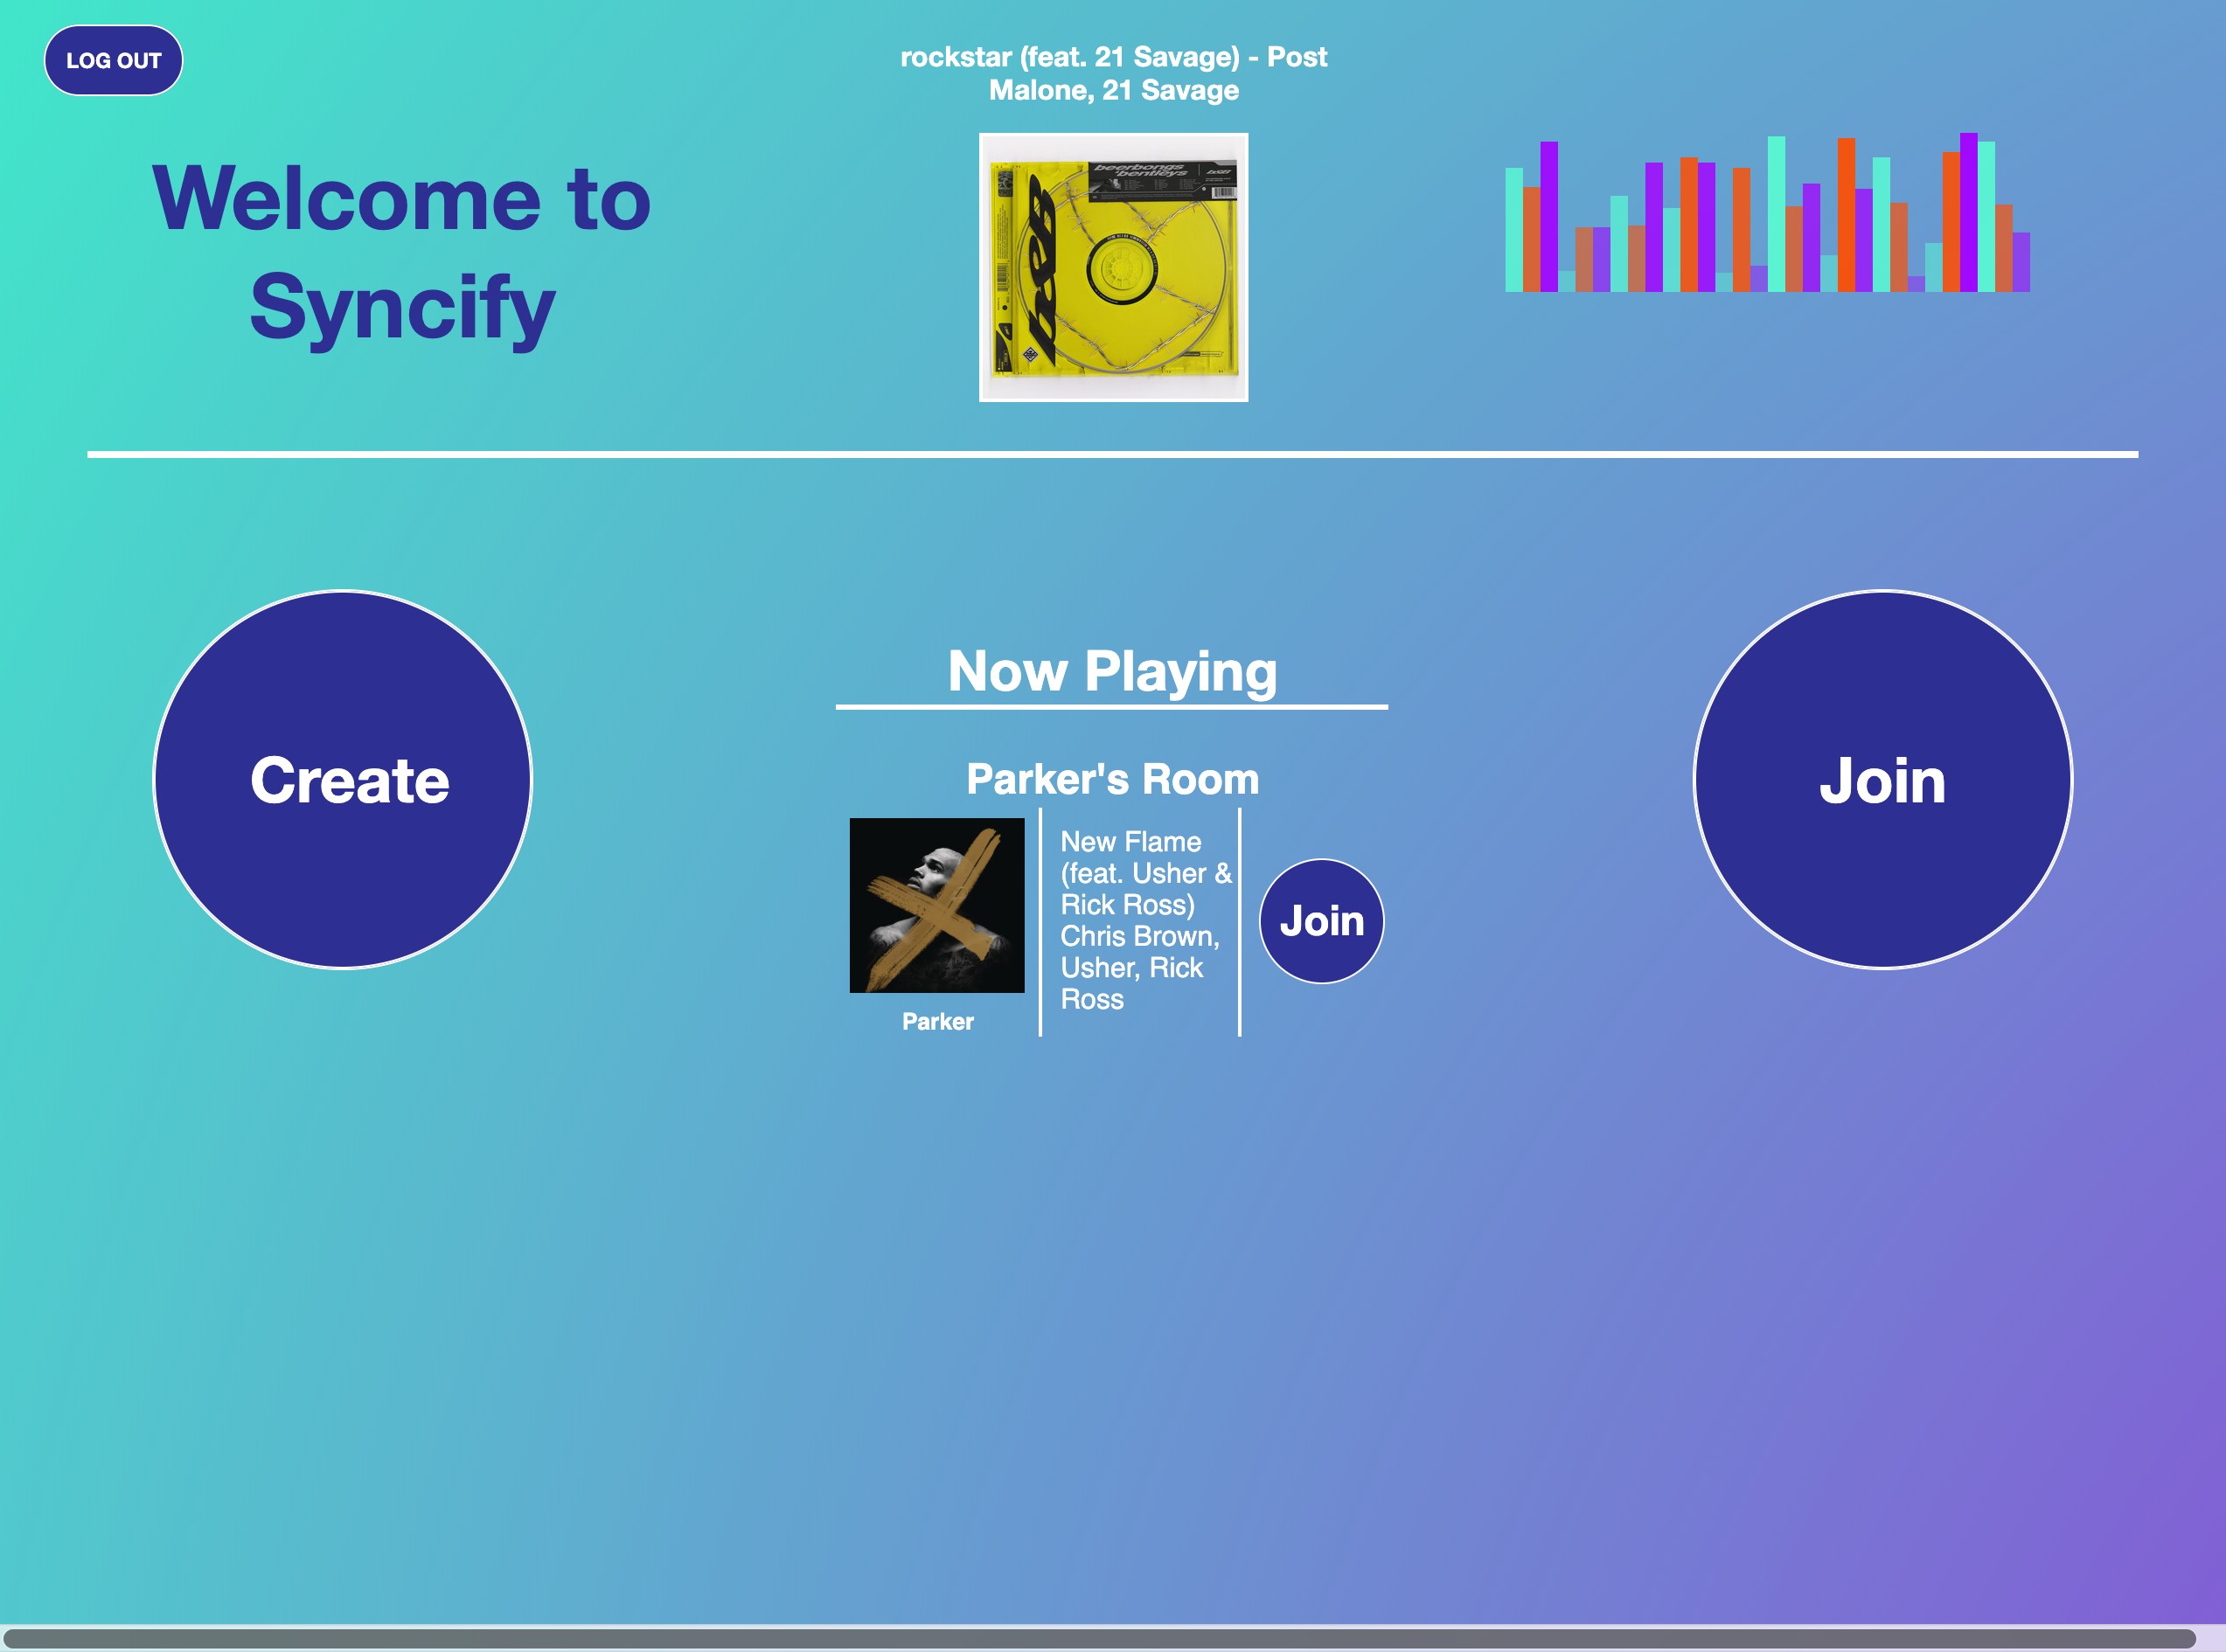 LOG OUT
rockstar (feat. 21 Savage) - Post
Malone, 21 Savage
Welcome to
Syncify
beerbongs
bentleys
Now Playing
Create
Join
Parker's Room
New Flame
(feat. Usher &
Rick Ross)
Chris Brown,
Usher, Rick
Ross
Join
Parker